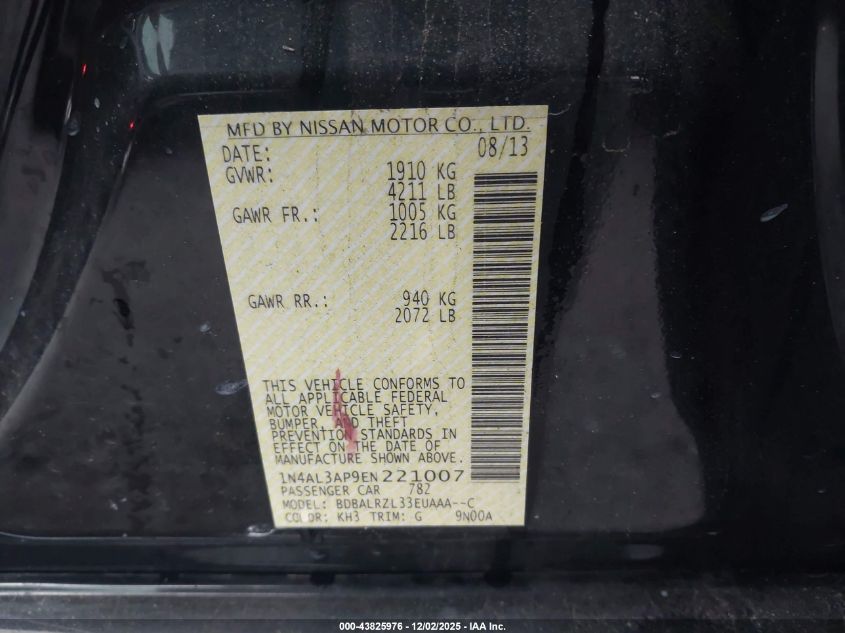 MFD BY NISSAN MOTOR CO., LTD.
DATE: 08/13
GVWR: 1910 KG
4211 LB
GAWR FR.: 1005 KG
2216 LB
GAWR RR.: 940 KG
2072 LB
THIS VEHICLE CONFORMS TO
ALL APPLICABLE FEDERAL
MOTOR VEHICLE SAFETY,
BUMPER, AND THEFT
PREVENTION STANDARDS IN
EFFECT ON THE DATE OF
MANUFACTURE SHOWN ABOVE.
1N4AL3AP9EN221007
PASSENGER CAR 782
MODEL: BDBALRZL33EUAAA--C
COLOR: KH3 TRIM: G 9N00A
000-43825976 - 12/02/2025 - IAA Inc.